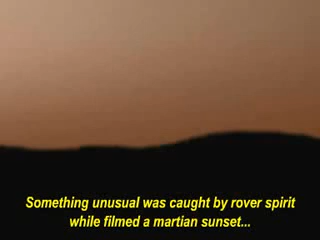 Something unusual was caught by rover spirit
while filmed a martian sunset...